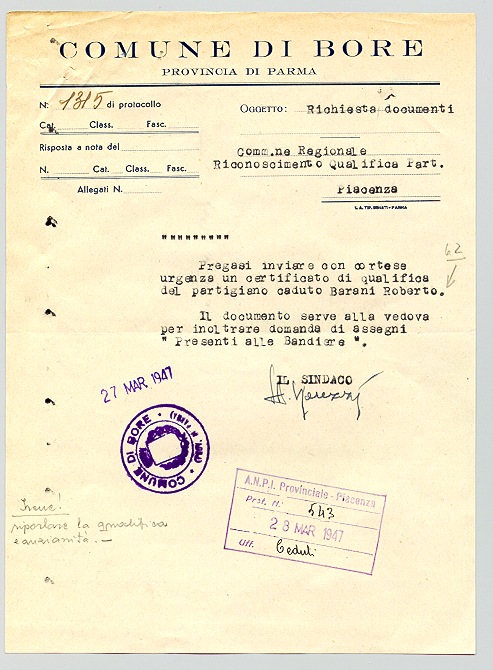 COMUNE DI BORE
PROVINCIA DI PARMA
N. 1315 di protocollo
Cat. Class. Fasc.
Risposta a nota del
N. Cat. Class. Fasc.
Allegati N.
OGGETTO: Richiesta documenti
Comm,ne Regionale
Riconoscimento Qualifica Part.
Piacenza
"""""""""
62
Pregasi inviare con cortese
urgenza un certificato di qualifica
del partigiano caduto Barani Roberto.
Il documento serve alla vedova
per inoltrare domanda di assegni
" Presenti alle Bandiere ".
IL SINDACO
27 MAR 1947
COMUNE DI BORE
A.N.P.I. Provinciale - Piacenza
Prot. N. 543
28 MAR 1947
Uff. Caduti
riportare la qualifica